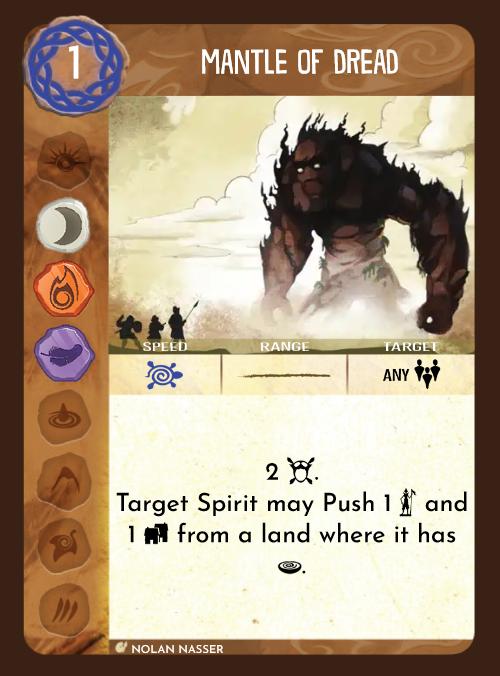 1
MANTLE OF DREAD
SPEED RANGE TARGET
ANY
2 .
Target Spirit may Push 1 and
1 from a land where it has
.
NOLAN NASSER